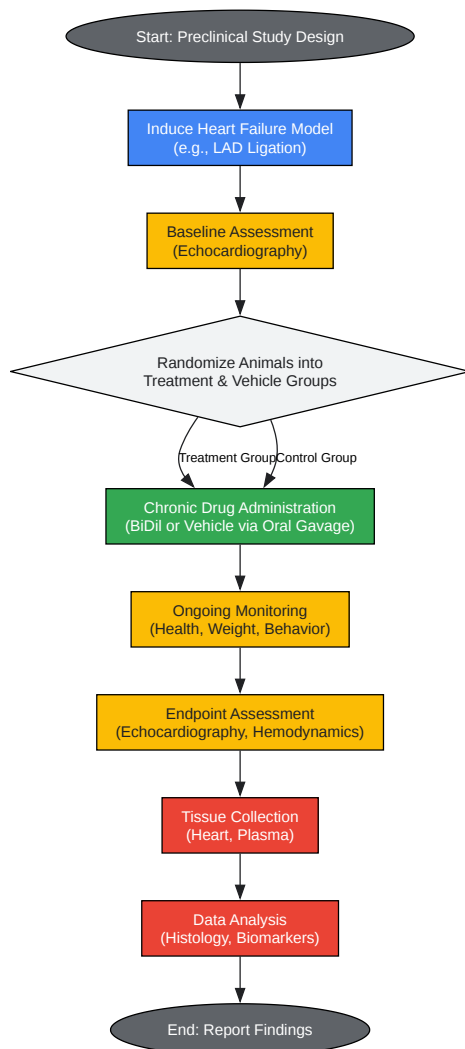 Start: Preclinical Study Design
Induce Heart Failure Model
(e.g., LAD Ligation)
Baseline Assessment
(Echocardiography)
Randomize Animals into
Treatment & Vehicle Groups
Treatment Group
Control Group
Chronic Drug Administration
(BiDil or Vehicle via Oral Gavage)
Ongoing Monitoring
(Health, Weight, Behavior)
Endpoint Assessment
(Echocardiography, Hemodynamics)
Tissue Collection
(Heart, Plasma)
Data Analysis
(Histology, Biomarkers)
End: Report Findings